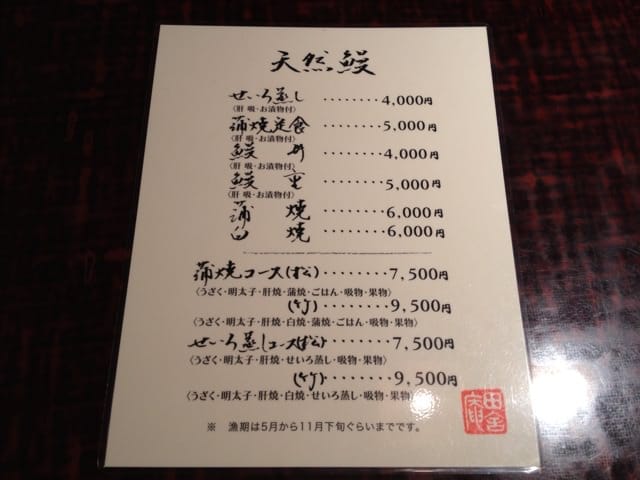 天然鰻
せいろ蒸し ········ 4,000円
(肝吸・お漬物付)
蒲焼定食 ········ 5,000円
(肝吸・お漬物付)
鰻丼 ········ 4,000円
(肝吸・お漬物付)
鰻重 ········ 5,000円
(肝吸・お漬物付)
蒲焼 ········ 6,000円
白焼 ········ 6,000円
蒲焼コース(松) ········ 7,500円
〈うざく・明太子・肝焼・蒲焼・ごはん・吸物・果物〉
(竹) ········ 9,500円
〈うざく・明太子・肝焼・白焼・蒲焼・ごはん・吸物・果物〉
せいろ蒸しコース(松) ········ 7,500円
〈うざく・明太子・肝焼・せいろ蒸し・吸物・果物〉
(竹) ········ 9,500円
〈うざく・明太子・肝焼・白焼・せいろ蒸し・吸物・果物〉
※ 漁期は5月から11月下旬ぐらいまでです。
田舎